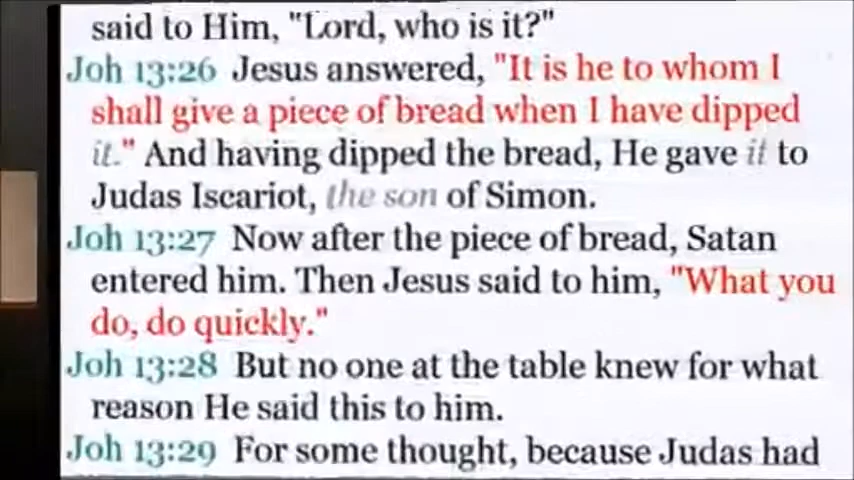 said to Him, "Lord, who is it?"
Joh 13:26 Jesus answered, "It is he to whom I
shall give a piece of bread when I have dipped
it." And having dipped the bread, He gave it to
Judas Iscariot, the son of Simon.
Joh 13:27 Now after the piece of bread, Satan
entered him. Then Jesus said to him, "What you
do, do quickly."
Joh 13:28 But no one at the table knew for what
reason He said this to him.
Joh 13:29 For some thought, because Judas had